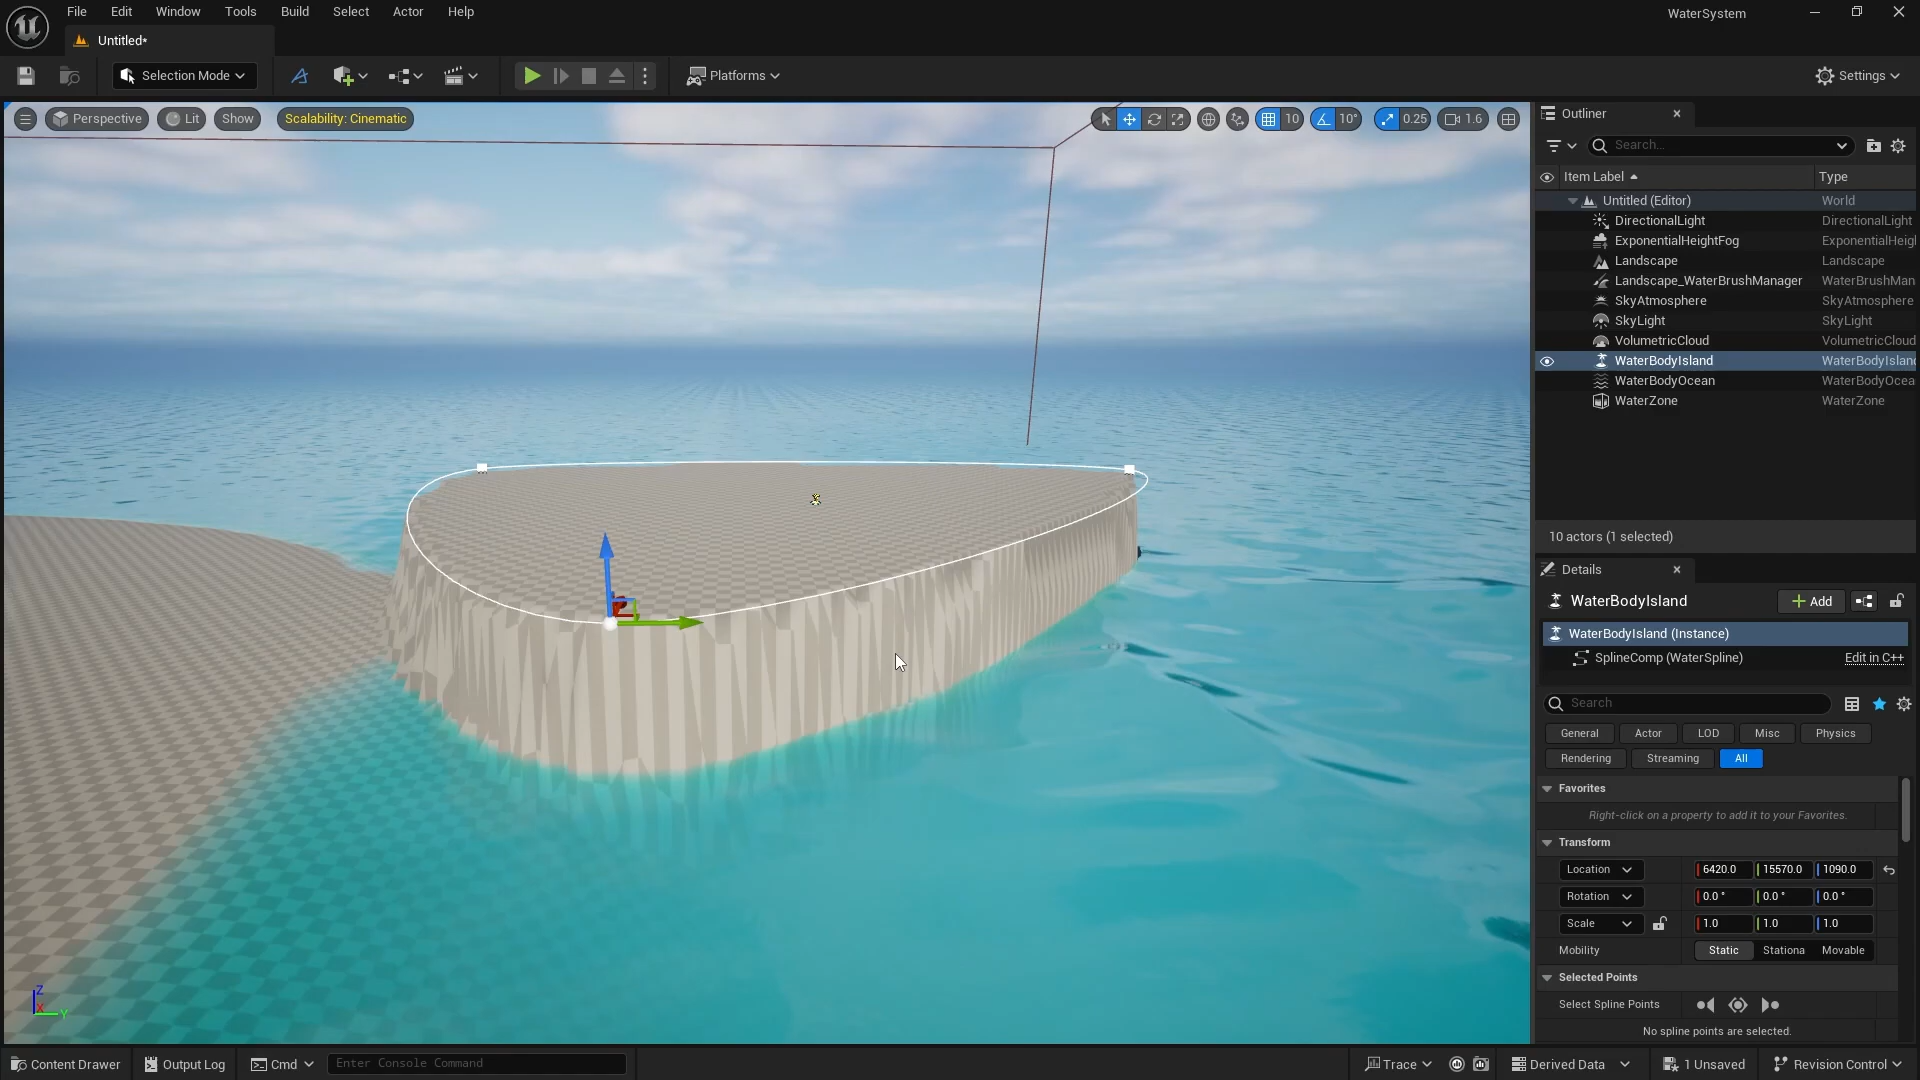 File Edit Window Tools Build Select Actor Help
WaterSystem
Untitled*
Selection Mode
Platforms
Settings
Perspective Lit Show Scalability: Cinematic
10 10° 0.25 1.6
Outliner
Search...
Item Label Type
Untitled (Editor) World
DirectionalLight DirectionalLight
ExponentialHeightFog ExponentialHeigl
Landscape Landscape
Landscape_WaterBrushManager WaterBrushMan
SkyAtmosphere SkyAtmosphere
SkyLight SkyLight
VolumetricCloud VolumetricCloud
WaterBodyIsland WaterBodyIslanc
WaterBodyOcean WaterBodyOcea
WaterZone WaterZone
10 actors (1 selected)
Details
WaterBodyIsland
Add
WaterBodyIsland (Instance)
SplineComp (WaterSpline) Edit in C++
Search
General Actor LOD Misc Physics
Rendering Streaming All
Favorites
Right-click on a property to add it to your Favorites.
Transform
Location 6420.0 15570.0 1090.0
Rotation 0.0 ° 0.0 ° 0.0 °
Scale 1.0 1.0 1.0
Mobility Static Stationa Movable
Selected Points
Select Spline Points
No spline points are selected.
Z
X
Y
Content Drawer Output Log Cmd Enter Console Command
Trace Derived Data 1 Unsaved Revision Control